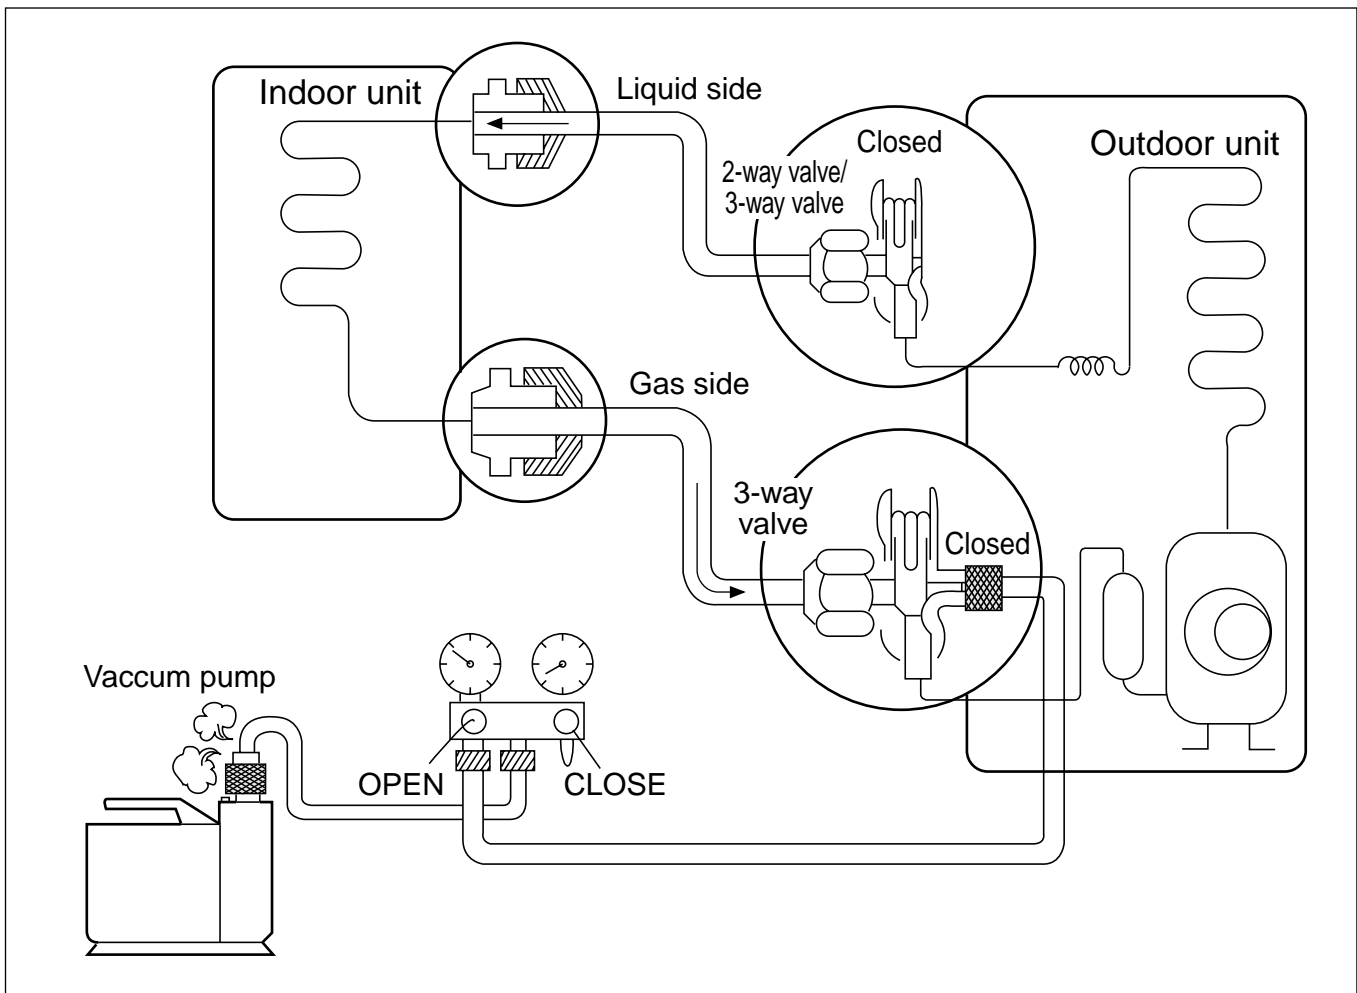 Indoor unit
Liquid side
Closed
2-way valve/
3-way valve
Outdoor unit
Gas side
3-way
valve
Closed
Vaccum pump
OPEN
CLOSE